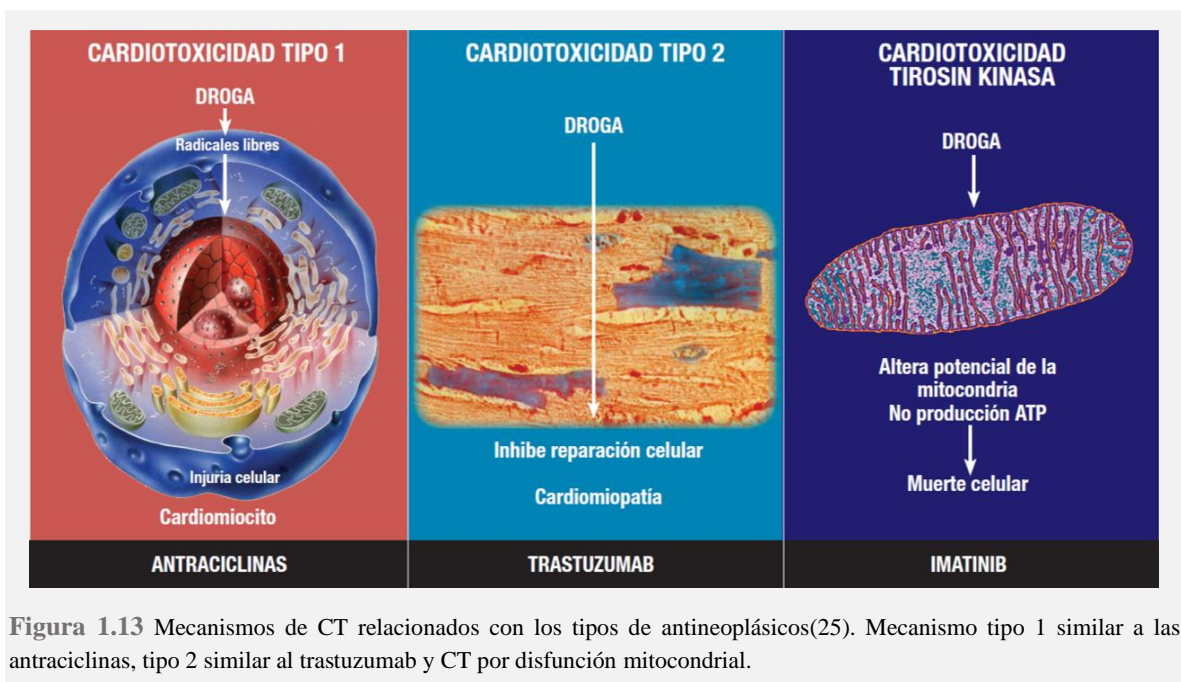 CARDIOTOXICIDAD TIPO 1
DROGA
Radicales libres
Injuria celular
Cardiomiocito
ANTRACICLINAS
CARDIOTOXICIDAD TIPO 2
DROGA
Inhibe reparación celular
Cardiomiopatía
TRASTUZUMAB
CARDIOTOXICIDAD
TIROSIN KINASA
DROGA
Altera potencial de la
mitocondria
No producción ATP
Muerte celular
IMATINIB
Figura 1.13 Mecanismos de CT relacionados con los tipos de antineoplásicos(25). Mecanismo tipo 1 similar a las
antraciclinas, tipo 2 similar al trastuzumab y CT por disfunción mitocondrial.